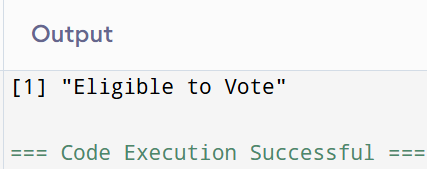 Output
[1] "Eligible to Vote"
=== Code Execution Successful ===